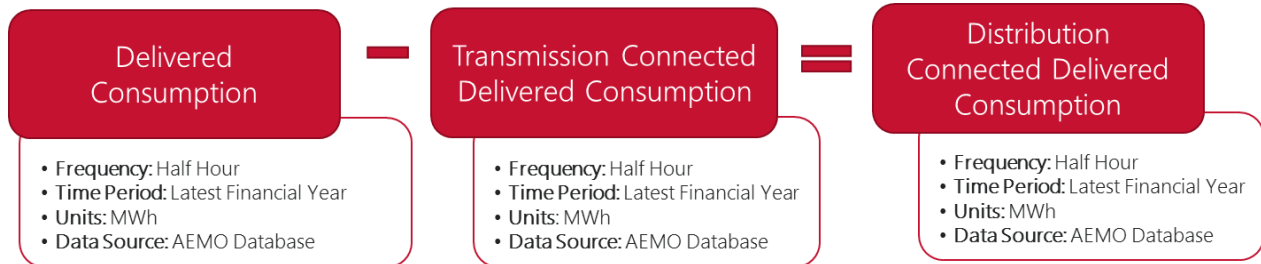 Delivered
Consumption
• Frequency: Half Hour
• Time Period: Latest Financial Year
• Units: MWh
• Data Source: AEMO Database
Transmission Connected
Delivered Consumption
• Frequency: Half Hour
• Time Period: Latest Financial Year
• Units: MWh
• Data Source: AEMO Database
Distribution
Connected Delivered
Consumption
• Frequency: Half Hour
• Time Period: Latest Financial Year
• Units: MWh
• Data Source: AEMO Database